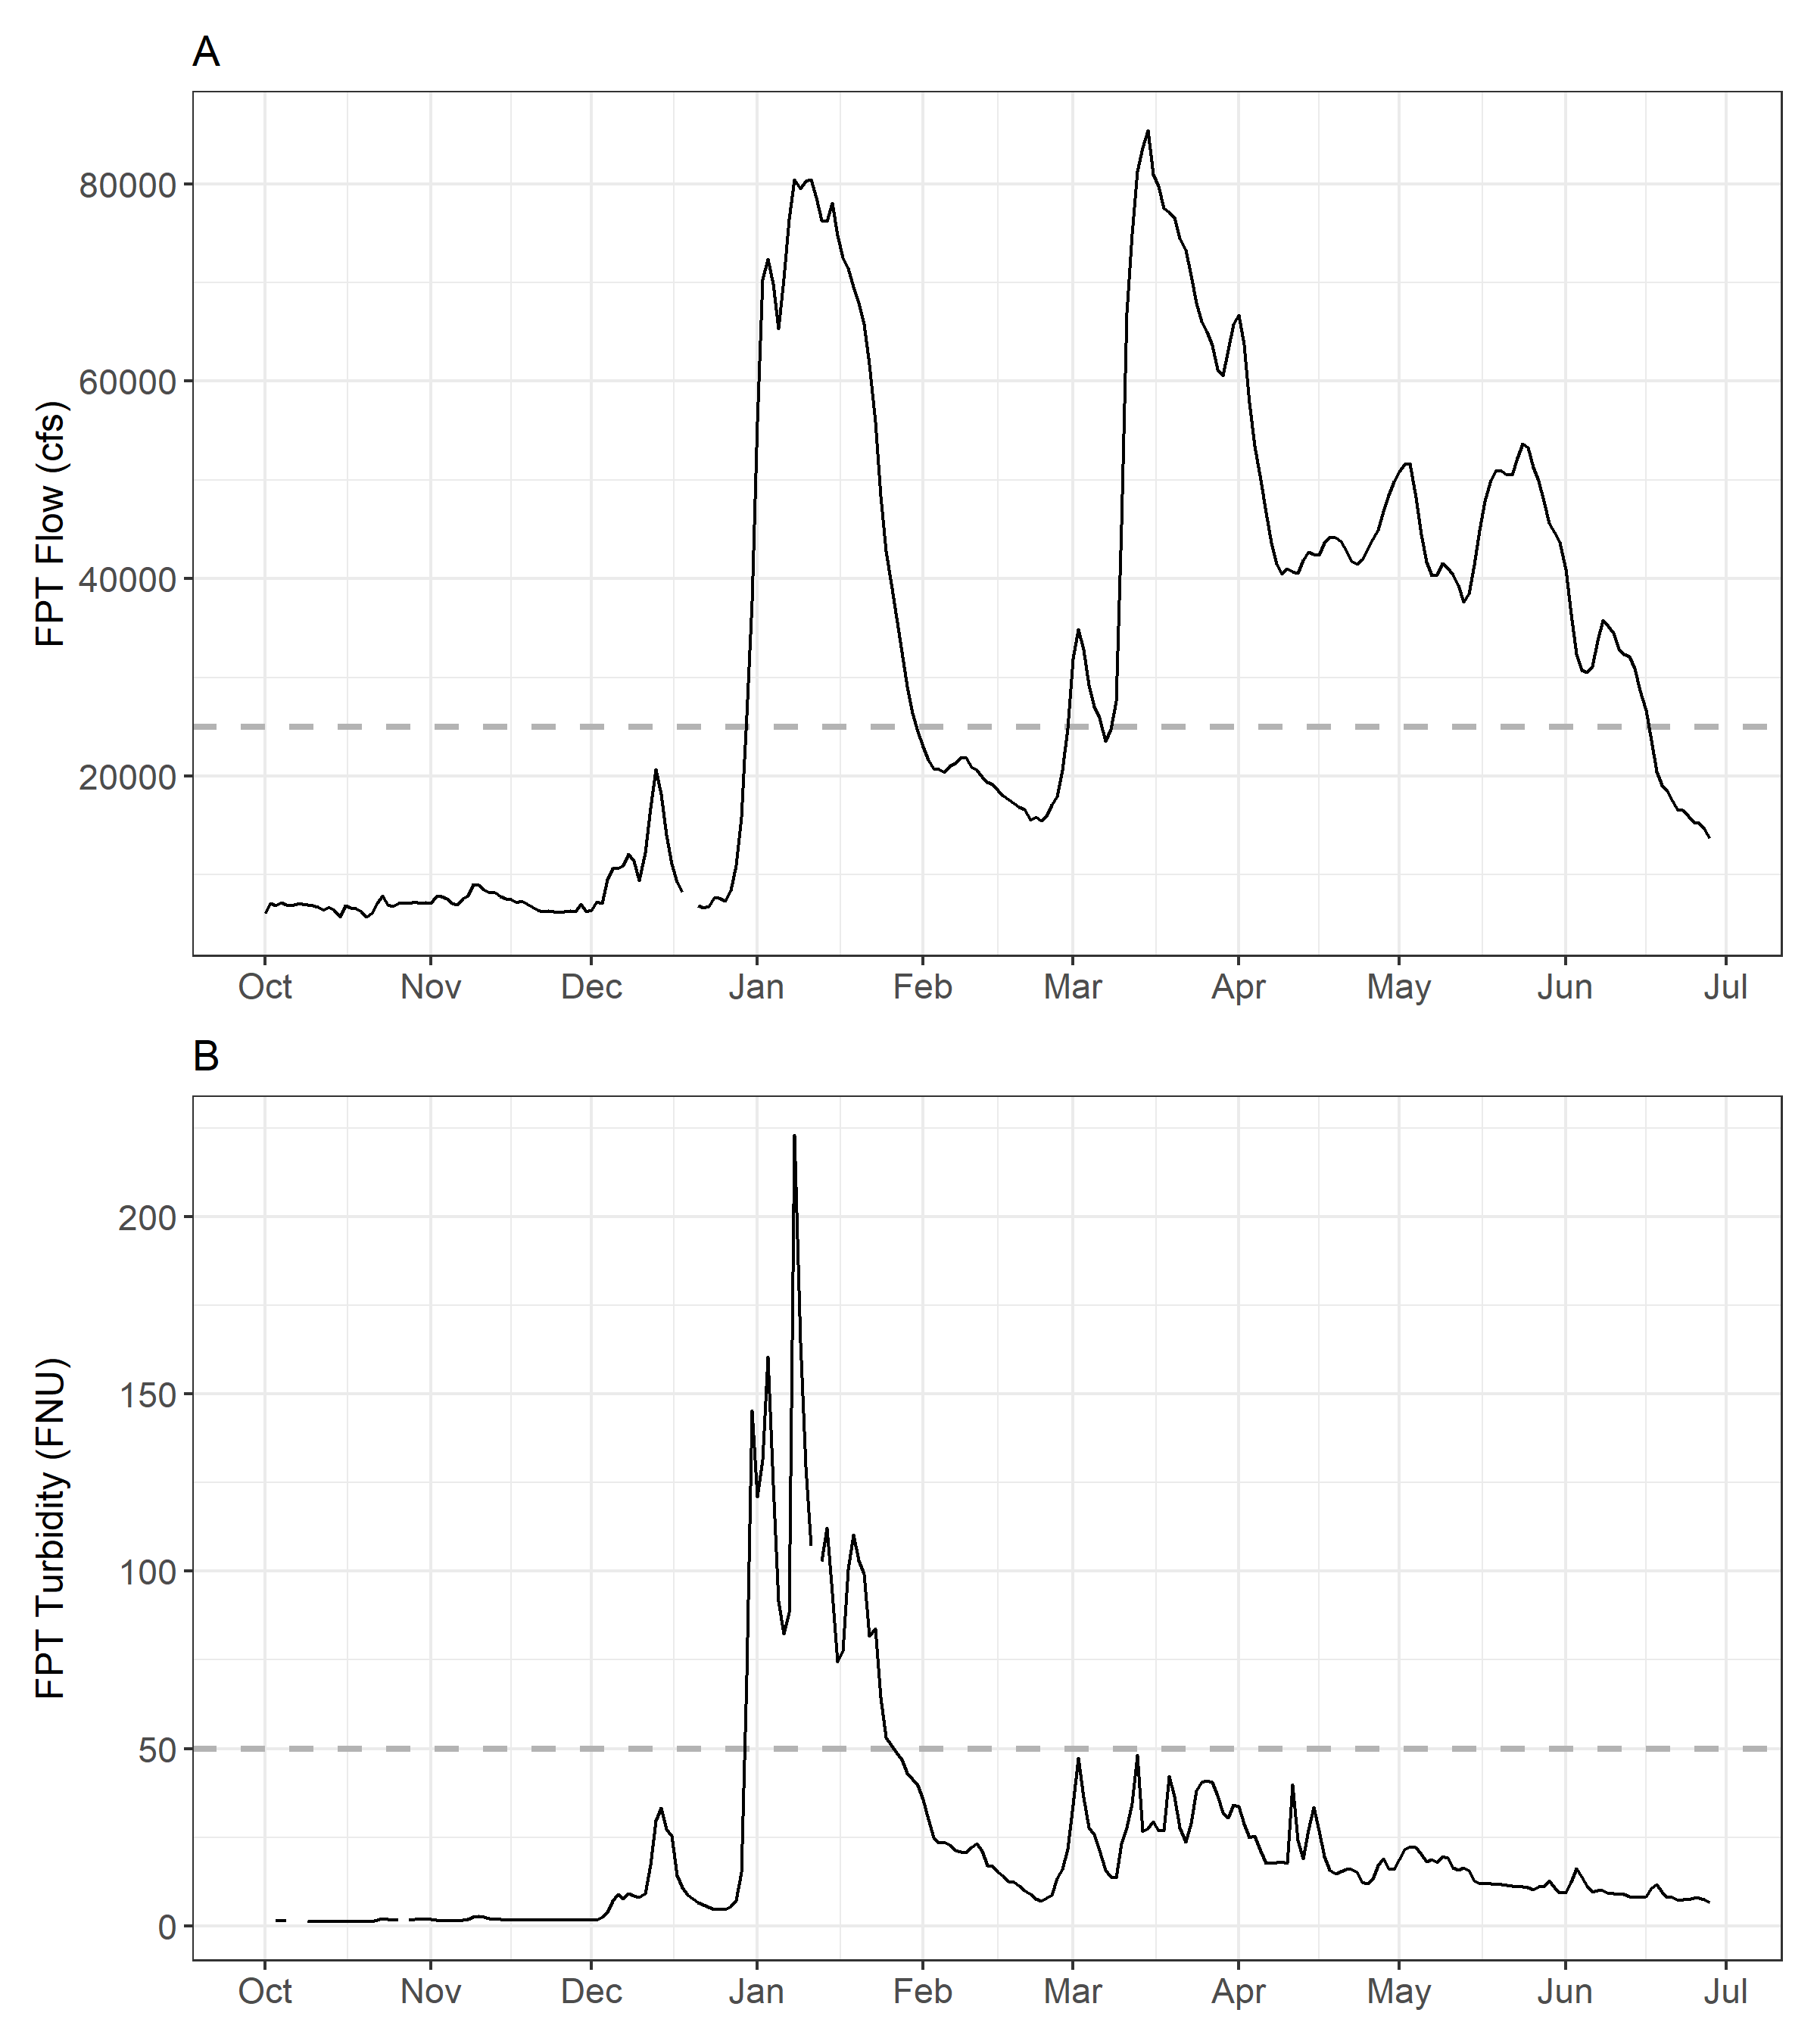 A
FPT Flow (cfs)
80000
60000
40000
20000
Oct Nov Dec Jan Feb Mar Apr May Jun Jul
B
FPT Turbidity (FNU)
200
150
100
50
0
Oct Nov Dec Jan Feb Mar Apr May Jun Jul